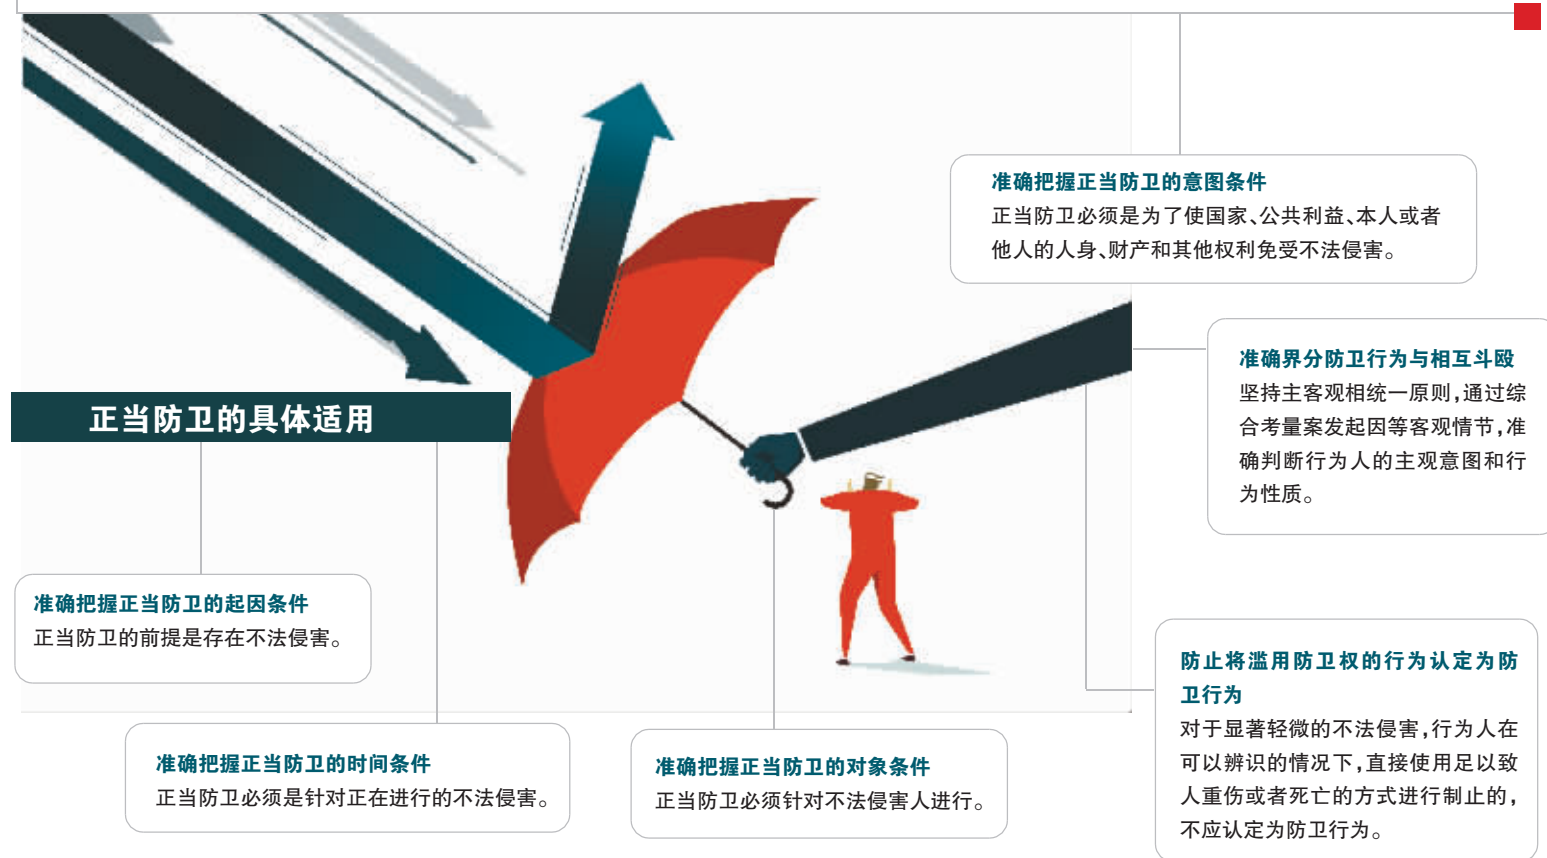 正当防卫的具体适用
准确把握正当防卫的起因条件
正当防卫的前提是存在不法侵害。
准确把握正当防卫的时间条件
正当防卫必须是针对正在进行的不法侵害。
准确把握正当防卫的对象条件
正当防卫必须针对不法侵害人进行。
准确把握正当防卫的意图条件
正当防卫必须是为了使国家、公共利益、本人或者
他人的人身、财产和其他权利免受不法侵害。
准确界分防卫行为与相互斗殴
坚持主客观相统一原则,通过综
合考量案发起因等客观情节,准
确判断行为人的主观意图和行
为性质。
防止将滥用防卫权的行为认定为防
卫行为
对于显著轻微的不法侵害,行为人在
可以辨识的情况下,直接使用足以致
人重伤或者死亡的方式进行制止的,
不应认定为防卫行为。